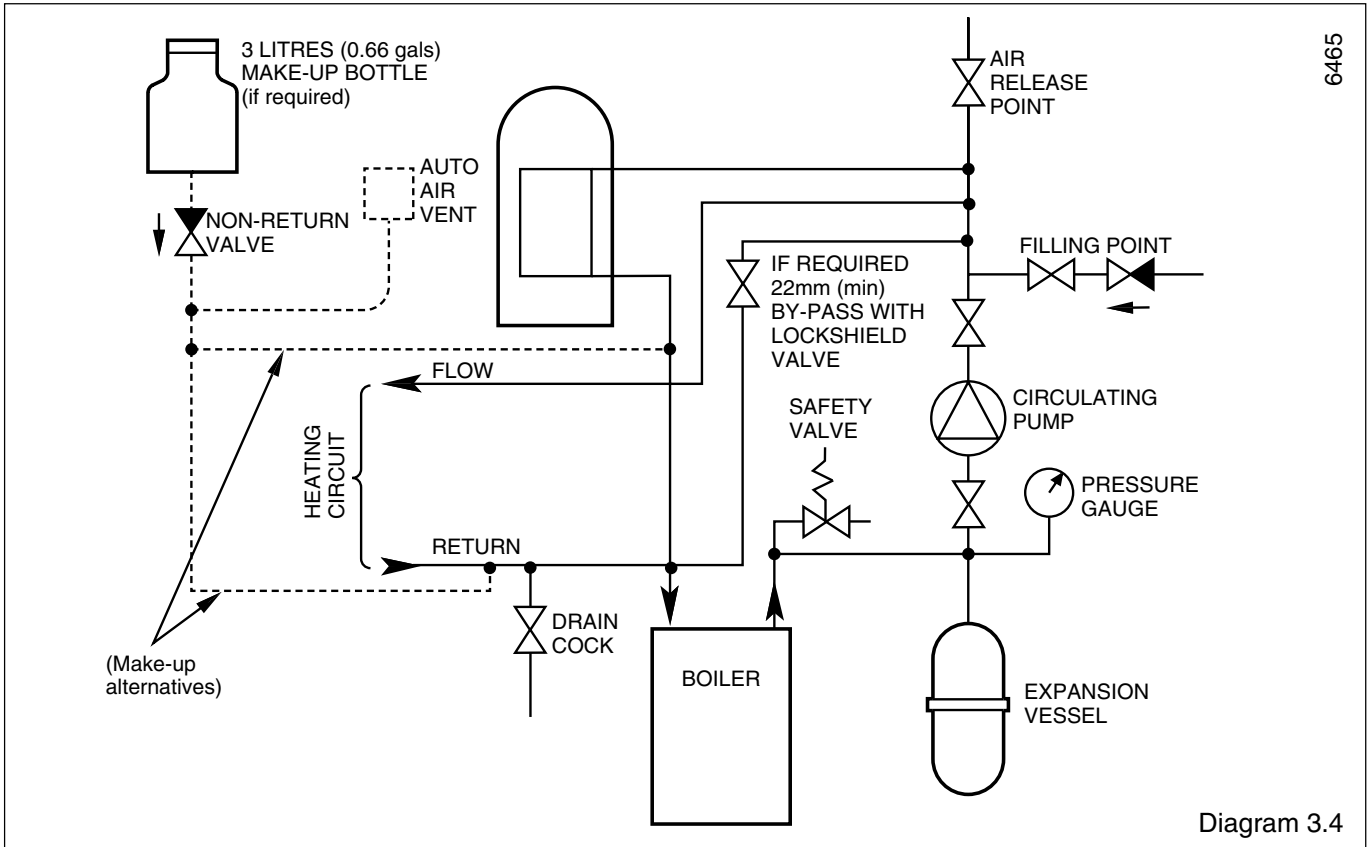 3 LITRES (0.66 gals)
MAKE-UP BOTTLE
(if required)
AIR
RELEASE
POINT
6465
AUTO
AIR
VENT
NON-RETURN
VALVE
FILLING POINT
IF REQUIRED
22mm (min)
BY-PASS WITH
LOCKSHIELD
VALVE
FLOW
CIRCULATING
PUMP
SAFETY
VALVE
HEATING
CIRCUIT
PRESSURE
GAUGE
RETURN
DRAIN
COCK
(Make-up
alternatives)
BOILER
EXPANSION
VESSEL
Diagram 3.4